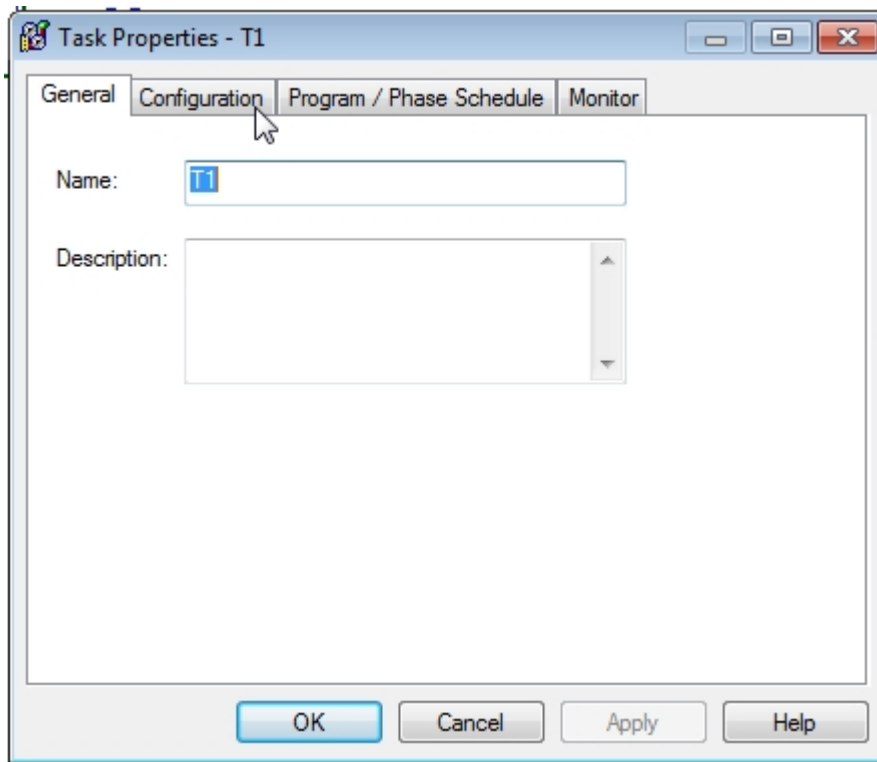 Task Properties - T1
General Configuration Program / Phase Schedule Monitor
Name: T1
Description:
OK Cancel Apply Help